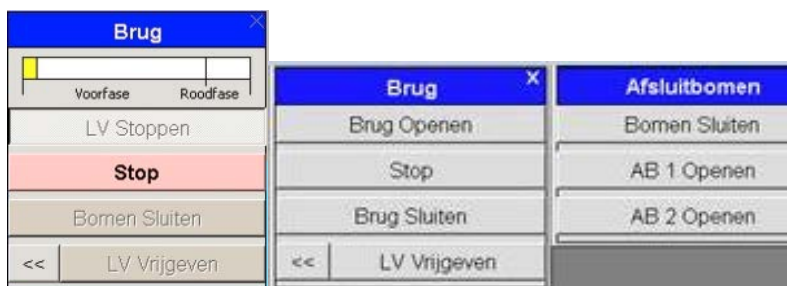 Brug
X
Voorfase Roodfase
LV Stoppen
Stop
Bomen Sluiten
<< LV Vrijgeven
Brug X
Brug Openen
Stop
Brug Sluiten
<< LV Vrijgeven
Afsluitbomen
Bomen Sluiten
AB 1 Openen
AB 2 Openen